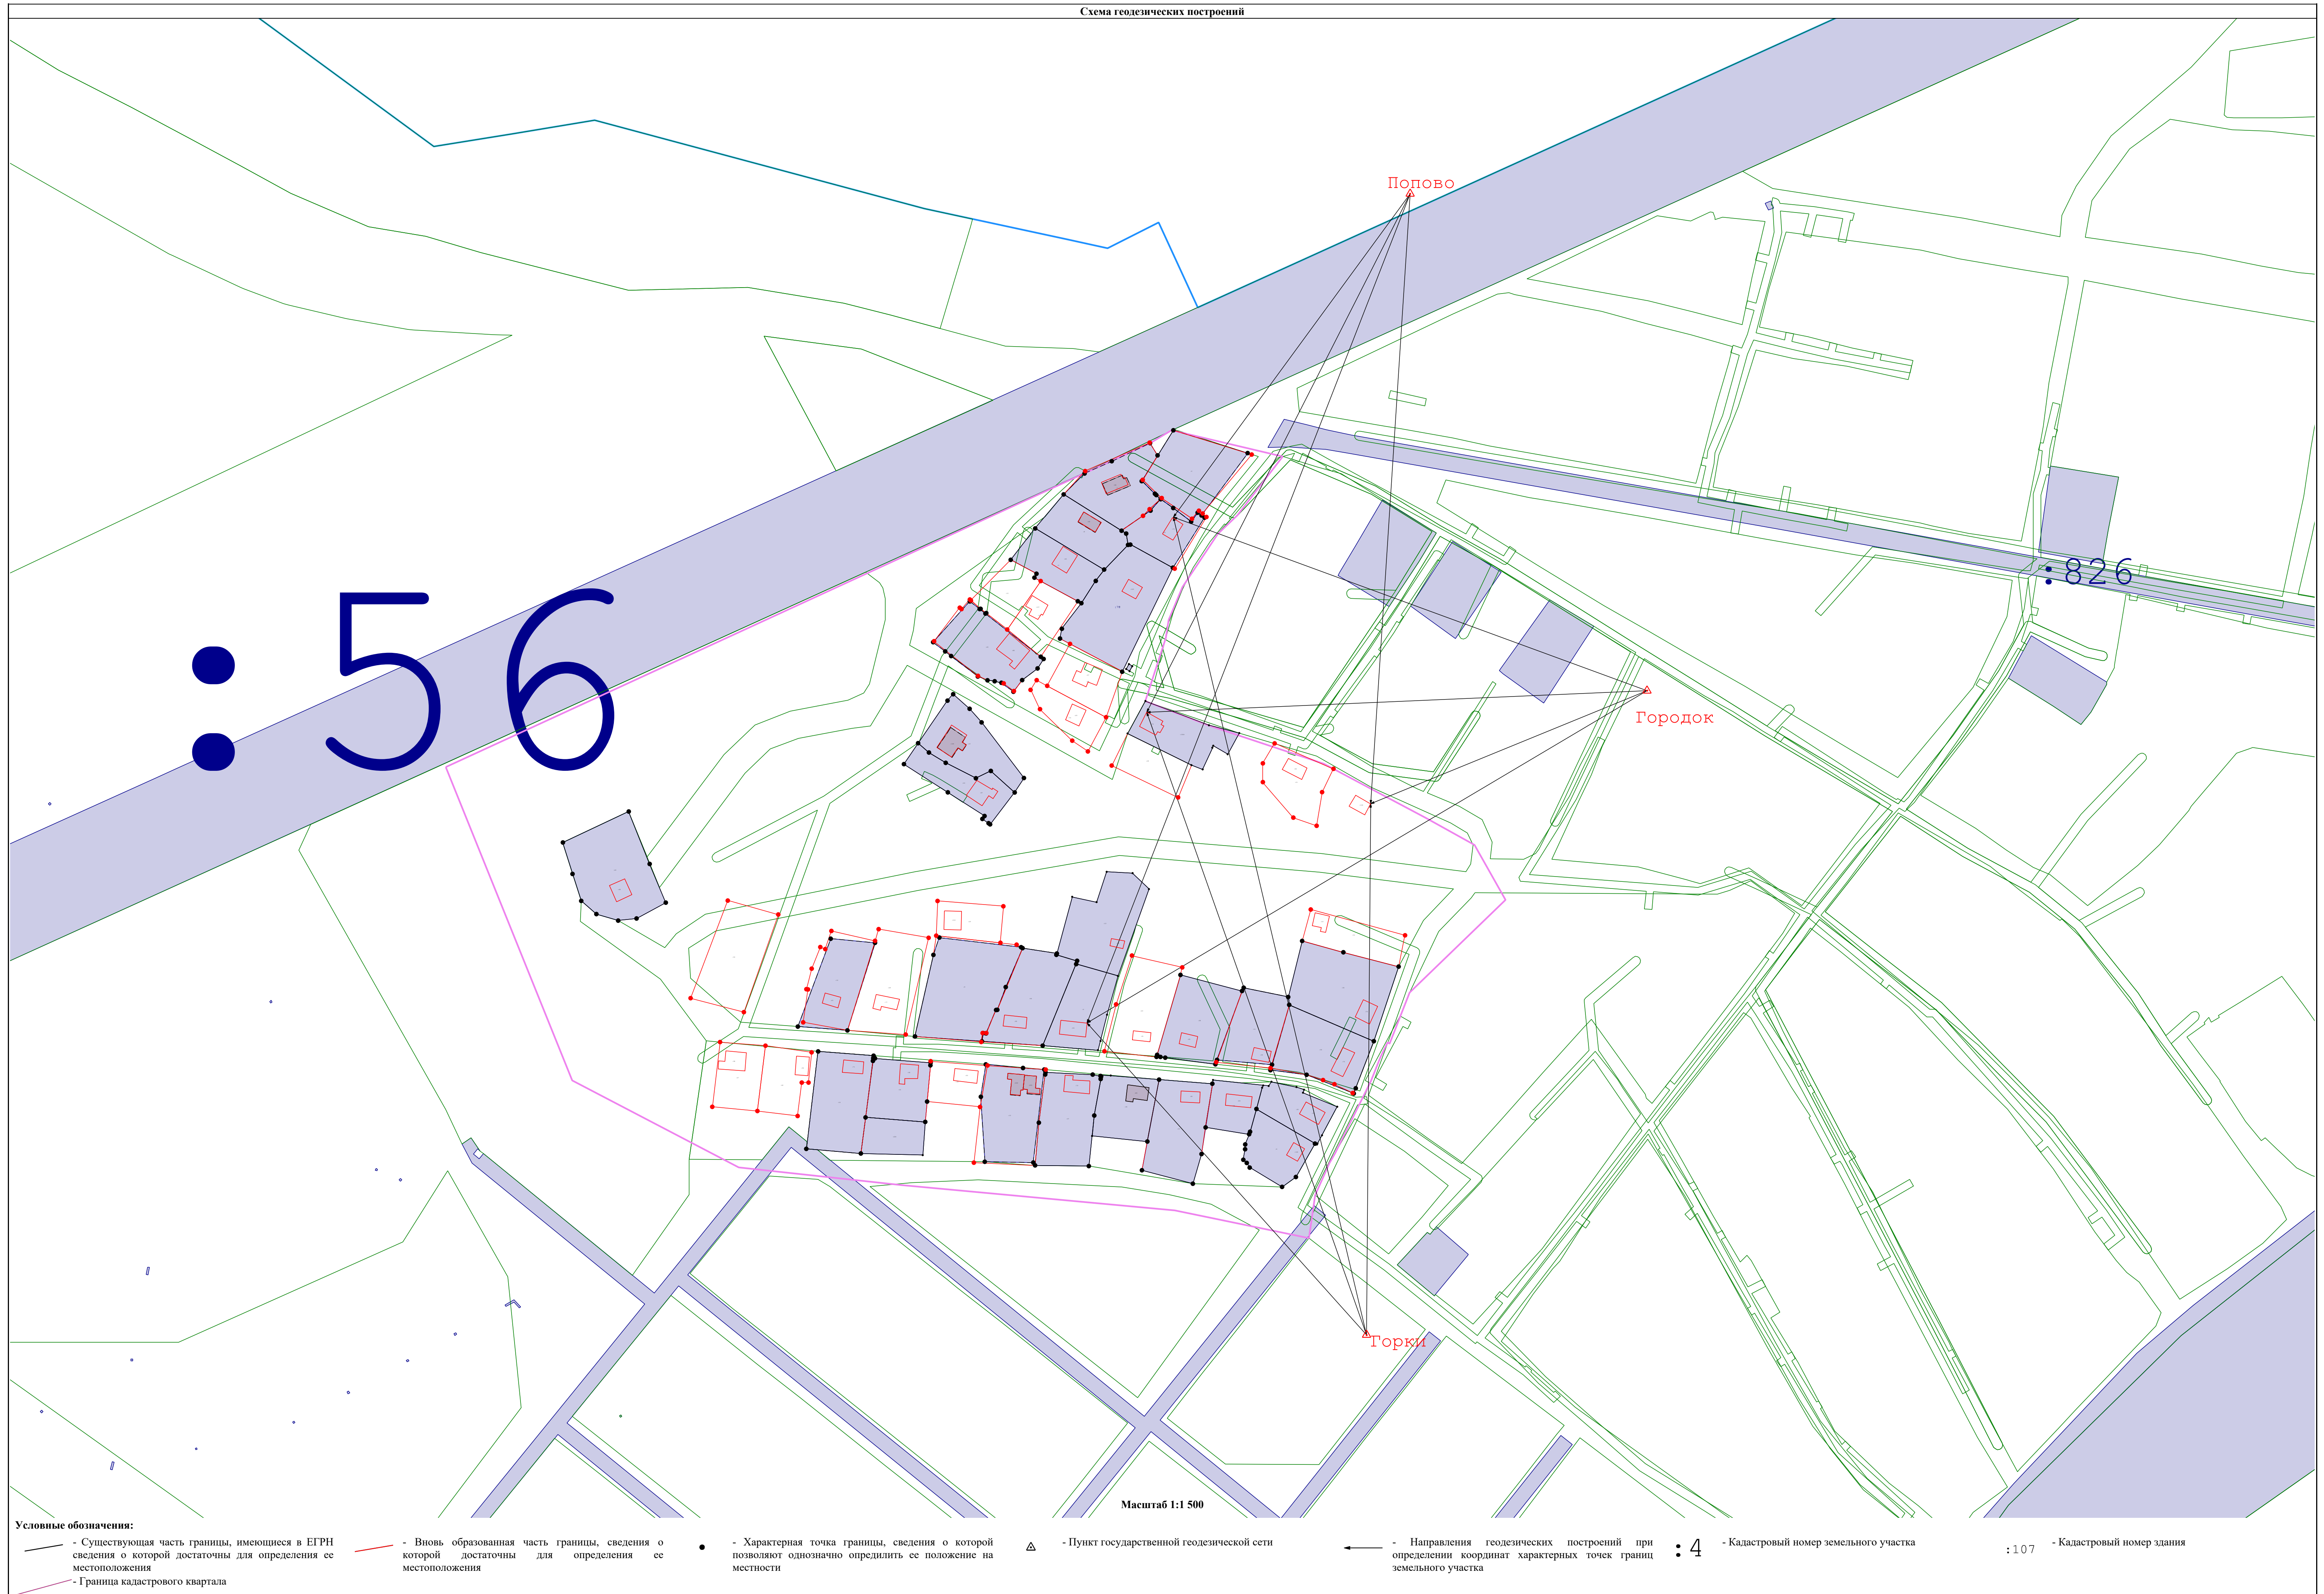 Схема геодезических построений
Попово
:56
:826
Городок
Горки
Масштаб 1:1 500
Условные обозначения:
- Существующая часть границы, имеющиеся в ЕГРН
сведения о которой достаточны для определения ее
местоположения
- Граница кадастрового квартала
- Вновь образованная часть границы, сведения о
которой достаточны для определения ее
местоположения
- Характерная точка границы, сведения о которой
позволяют однозначно опредилить ее положение на
местности
- Пункт государственной геодезической сети
- Направления геодезических построений при
определении координат характерных точек границ
земельного участка
:4 - Кадастровый номер земельного участка
:107 - Кадастровый номер здания